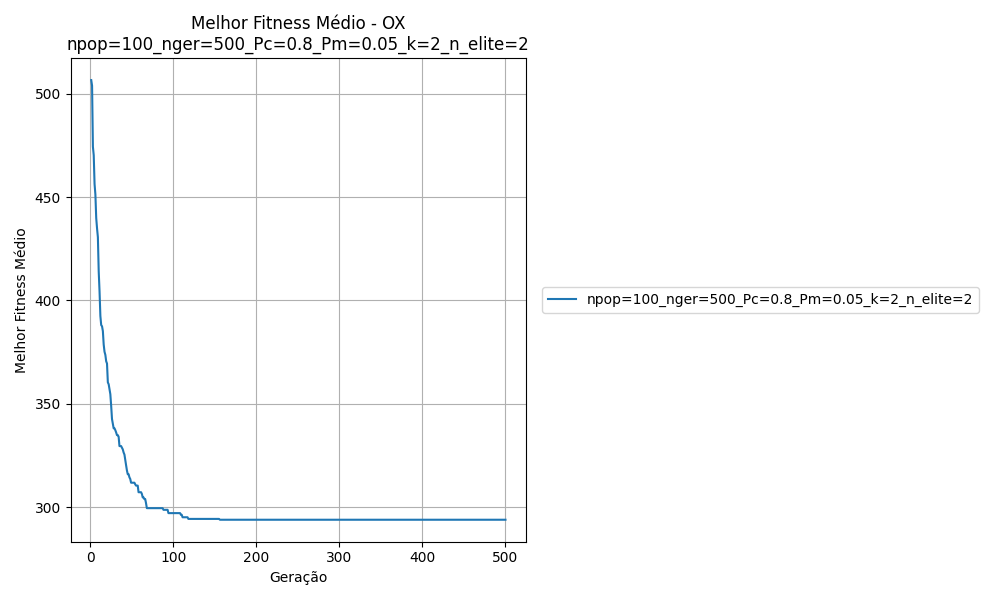 Melhor Fitness Médio - OX
npop=100_nger=500_Pc=0.8_Pm=0.05_k=2_n_elite=2
Melhor Fitness Médio
500
450
400
350
300
0
100
200
300
400
500
Geração
npop=100_nger=500_Pc=0.8_Pm=0.05_k=2_n_elite=2